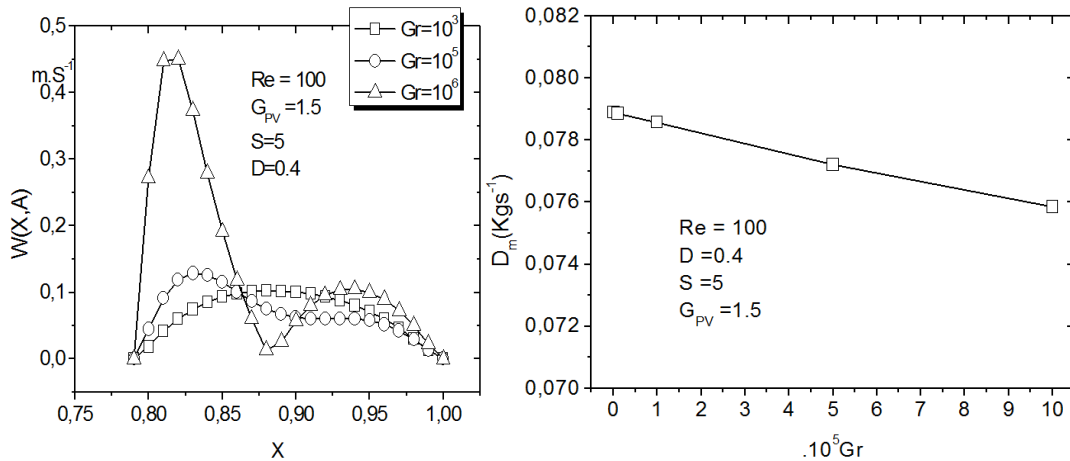 0,5
0,4
0,3
0,2
0,1
0,0
m.S⁻¹
W(X,A)
Gr=10³
Gr=10⁵
Gr=10⁶
Re = 100
G_PV =1.5
S=5
D=0.4
0,75 0,80 0,85 0,90 0,95 1,00
X
0,082
0,080
0,078
0,076
0,074
0,072
0,070
D_m(Kgs⁻¹)
Re = 100
D =0.4
S =5
G_PV =1.5
0 1 2 3 4 5 6 7 8 9 10
.10⁵Gr